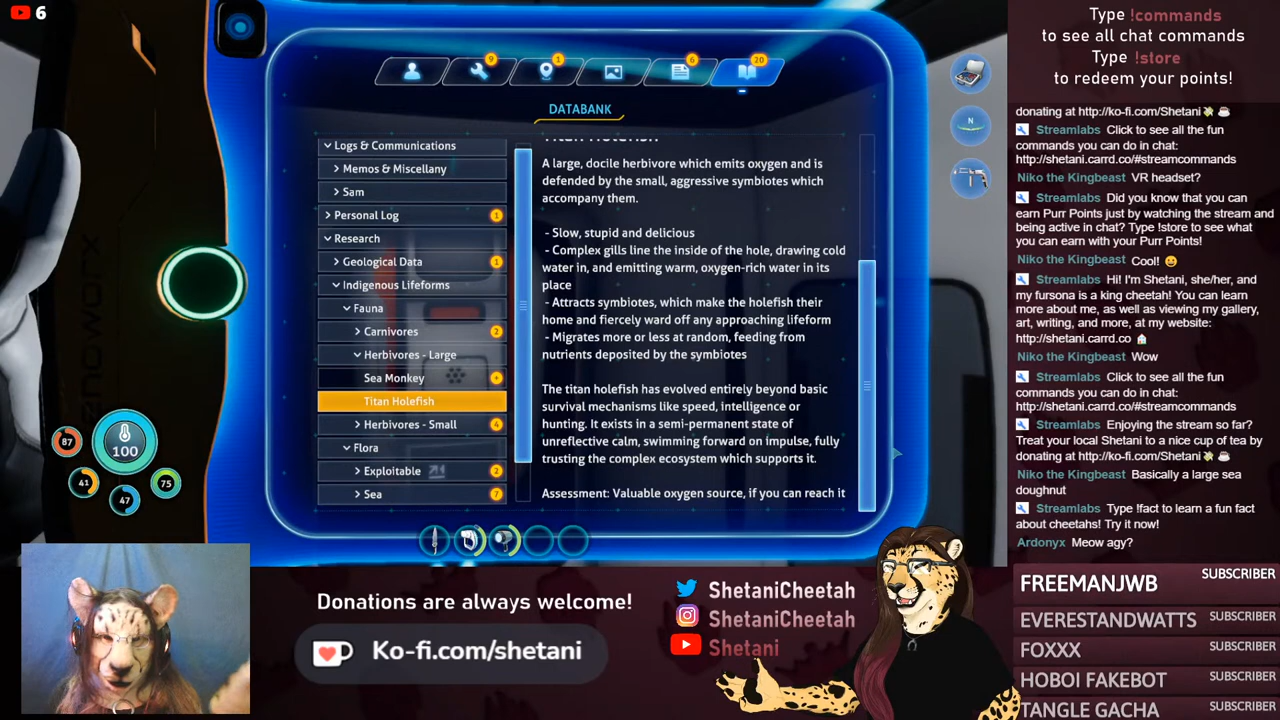 6
9
1
6
20
DATABANK
Logs & Communications
Memos & Miscellany
Sam
Personal Log 1
Research
Geological Data 1
Indigenous Lifeforms
Fauna
Carnivores 2
Herbivores - Large
Sea Monkey
Titan Holefish
Herbivores - Small 4
Flora
Exploitable 2
Sea 7
Titan Holefish
A large, docile herbivore which emits oxygen and is
defended by the small, aggressive symbiotes which
accompany them.
- Slow, stupid and delicious
- Complex gills line the inside of the hole, drawing cold
water in, and emitting warm, oxygen-rich water in its
place
- Attracts symbiotes, which make the holefish their
home and fiercely ward off any approaching lifeform
- Migrates more or less at random, feeding from
nutrients deposited by the symbiotes
The titan holefish has evolved entirely beyond basic
survival mechanisms like speed, intelligence or
hunting. It exists in a semi-permanent state of
unreflective calm, swimming forward on impulse, fully
trusting the complex ecosystem which supports it.
Assessment: Valuable oxygen source, if you can reach it
N
87
100
41
47
75
Donations are always welcome!
Ko-fi.com/shetani
ShetaniCheetah
ShetaniCheetah
Shetani
Type !commands
to see all chat commands
Type !store
to redeem your points!
donating at http://ko-fi.com/Shetani💸 ☕
Streamlabs Click to see all the fun
commands you can do in chat:
http://shetani.carrd.co/#streamcommands
Niko the Kingbeast VR headset?
Streamlabs Did you know that you can
earn Purr Points just by watching the stream and
being active in chat? Type !store to see what
you can earn with your Purr Points!
Niko the Kingbeast Cool! 😀
Streamlabs Hi! I'm Shetani, she/her, and
my fursona is a king cheetah! You can learn
more about me, as well as viewing my gallery,
art, writing, and more, at my website:
http://shetani.carrd.co 🏠
Niko the Kingbeast Wow
Streamlabs Click to see all the fun
commands you can do in chat:
http://shetani.carrd.co/#streamcommands
Streamlabs Enjoying the stream so far?
Treat your local Shetani to a nice cup of tea by
donating at http://ko-fi.com/Shetani💸 ☕
Niko the Kingbeast Basically a large sea
doughnut
Streamlabs Type !fact to learn a fun fact
about cheetahs! Try it now!
Ardonyx Meow agy?
FREEMANJWB SUBSCRIBER
EVERESTANDWATTS SUBSCRIBER
FOXXX SUBSCRIBER
HOBOI FAKEBOT SUBSCRIBER
TANGLE GACHA SUBSCRIBER